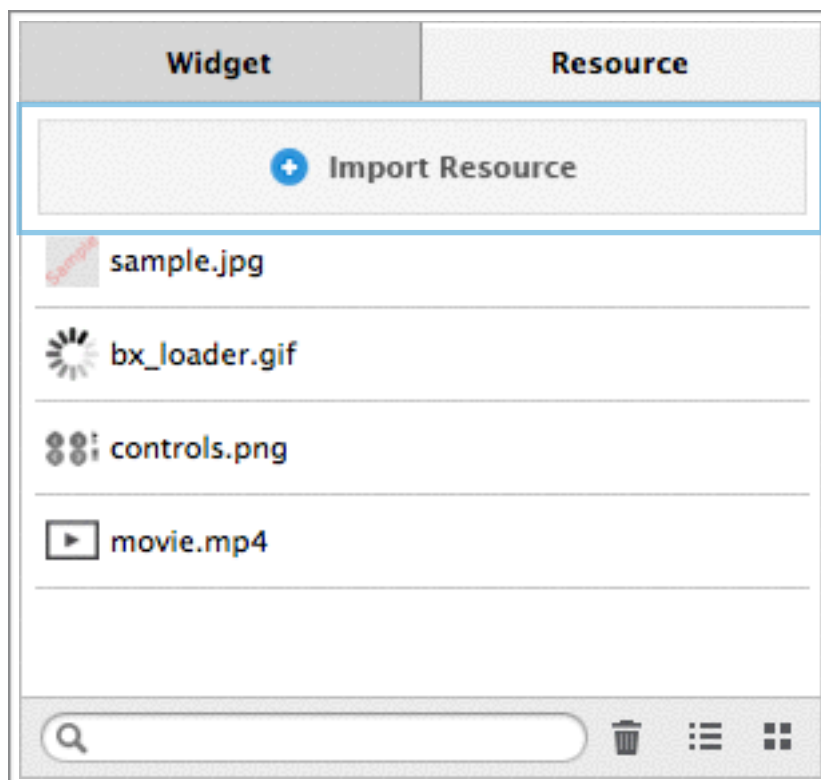 Widget
Resource
Import Resource
Sample
sample.jpg
bx_loader.gif
controls.png
movie.mp4